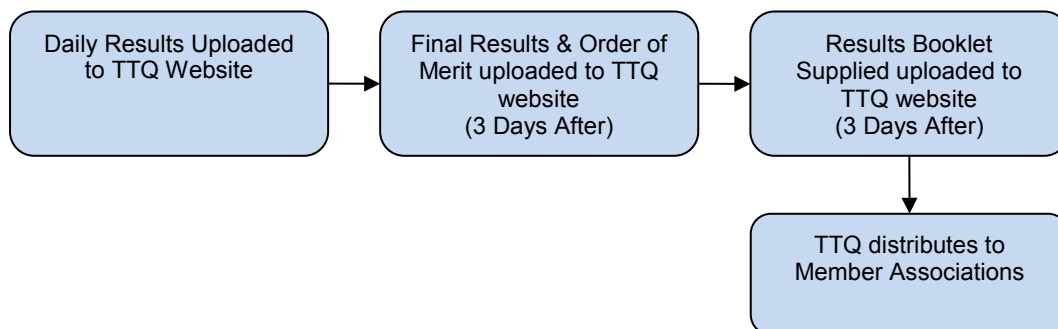 Daily Results Uploaded
to TTQ Website
Final Results & Order of
Merit uploaded to TTQ
website
(3 Days After)
Results Booklet
Supplied uploaded to
TTQ website
(3 Days After)
TTQ distributes to
Member Associations